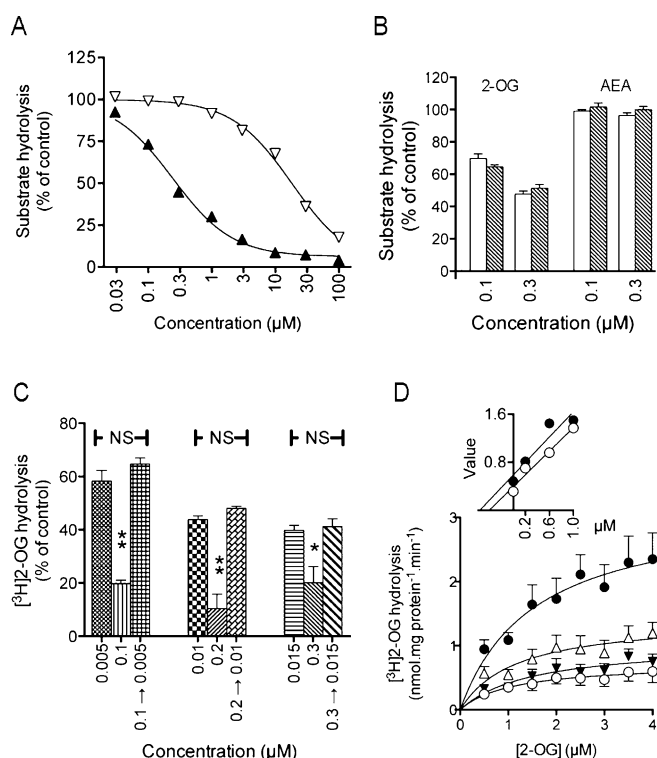 A
Substrate hydrolysis
(% of control)
125
100
75
50
25
0
0.03
0.1
0.3
1
3
10
30
100
Concentration (µM)
B
Substrate hydrolysis
(% of control)
120
100
80
60
40
20
0
2-OG
AEA
0.1
0.3
0.1
0.3
Concentration (µM)
C
[³H]2-OG hydrolysis
(% of control)
80
60
40
20
0
NS
NS
NS
**
**
*
0.005
0.1
0.1 → 0.005
0.01
0.2
0.2 → 0.01
0.015
0.3
0.3 → 0.015
Concentration (µM)
D
Value
1.6
0.8
0.2
0.6
1.0
µM
[³H]2-OG hydrolysis
(nmol.mg protein⁻¹.min⁻¹)
3
2
1
0
0
1
2
3
4
[2-OG] (µM)